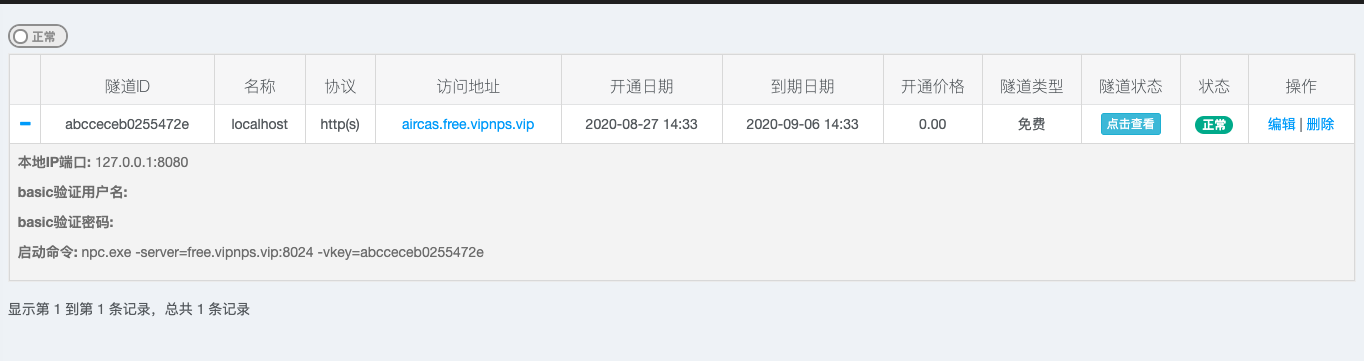 正常
隧道ID 名称 协议 访问地址 开通日期 到期日期 开通价格 隧道类型 隧道状态 状态 操作
abcceceb0255472e localhost http(s) aircas.free.vipnps.vip 2020-08-27 14:33 2020-09-06 14:33 0.00 免费 点击查看 正常 编辑 | 删除
本地IP端口: 127.0.0.1:8080
basic验证用户名:
basic验证密码:
启动命令: npc.exe -server=free.vipnps.vip:8024 -vkey=abcceceb0255472e
显示第 1 到第 1 条记录，总共 1 条记录